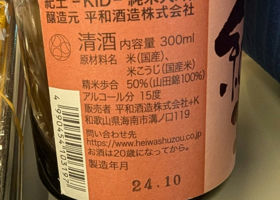 紀土 -KID- 純米大
醸造元 平和酒造株式会社
清酒 内容量 300ml
原材料名 米(国産)、
米こうじ(国産米)
精米歩合 50%(山田錦100%)
アルコール分 15度
販売者 平和酒造株式会社+K
和歌山県海南市溝ノ口119
問い合わせ先
https://www.heiwashuzou.co.jp
お酒は20歳になってから。
製造年月
24.10
4990454103197